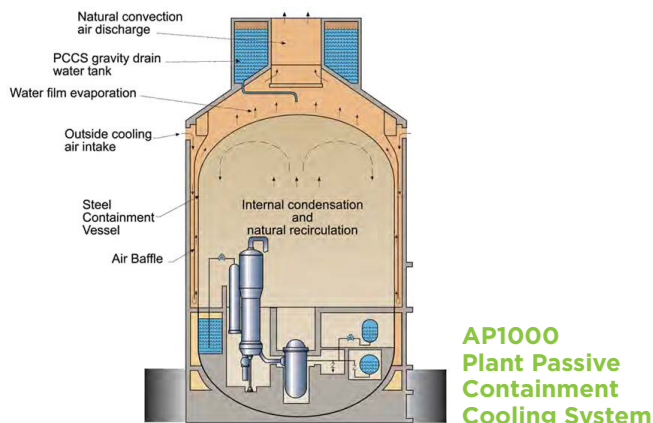 Natural convection
air discharge
PCCS gravity drain
water tank
Water film evaporation
Outside cooling
air intake
Steel
Containment
Vessel
Internal condensation
and
natural recirculation
Air Baffle
AP1000
Plant Passive
Containment
Cooling System